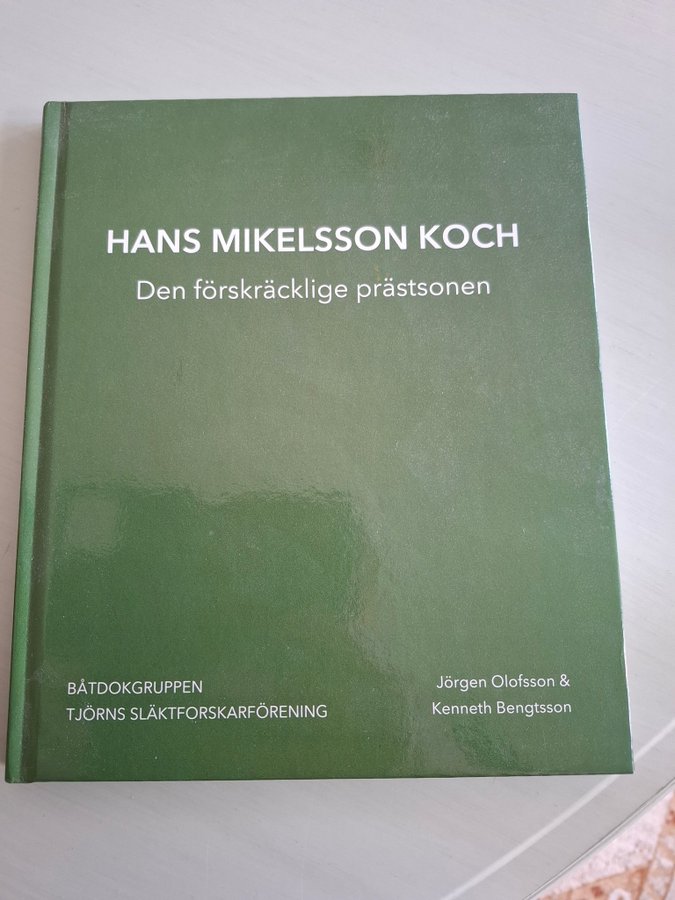 HANS MIKELSSON KOCH
Den förskräcklige prästsonen
BÅTDOKGRUPPEN
TJÖRNS SLÄKTFORSKARFÖRENING
Jörgen Olofsson &
Kenneth Bengtsson